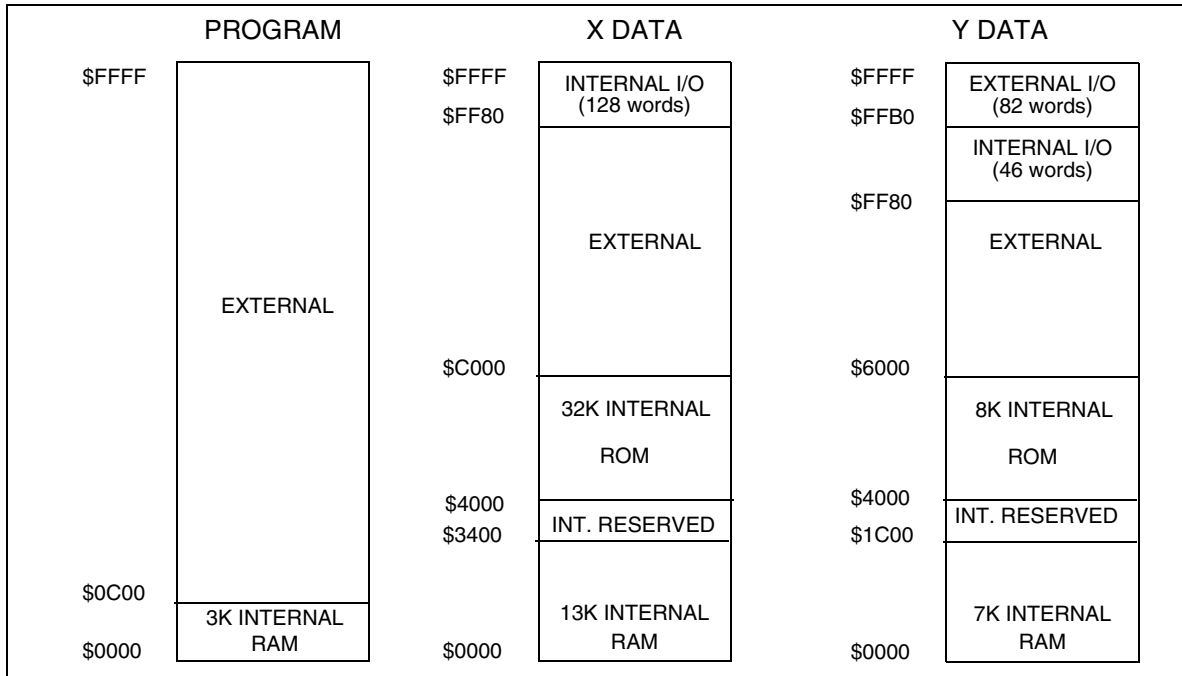 PROGRAM
$FFFF
EXTERNAL
$0C00
3K INTERNAL
RAM
$0000
X DATA
$FFFF
INTERNAL I/O
(128 words)
$FF80
EXTERNAL
$C000
32K INTERNAL
ROM
$4000
INT. RESERVED
$3400
13K INTERNAL
RAM
$0000
Y DATA
$FFFF
EXTERNAL I/O
(82 words)
$FFB0
INTERNAL I/O
(46 words)
$FF80
EXTERNAL
$6000
8K INTERNAL
ROM
$4000
INT. RESERVED
$1C00
7K INTERNAL
RAM
$0000